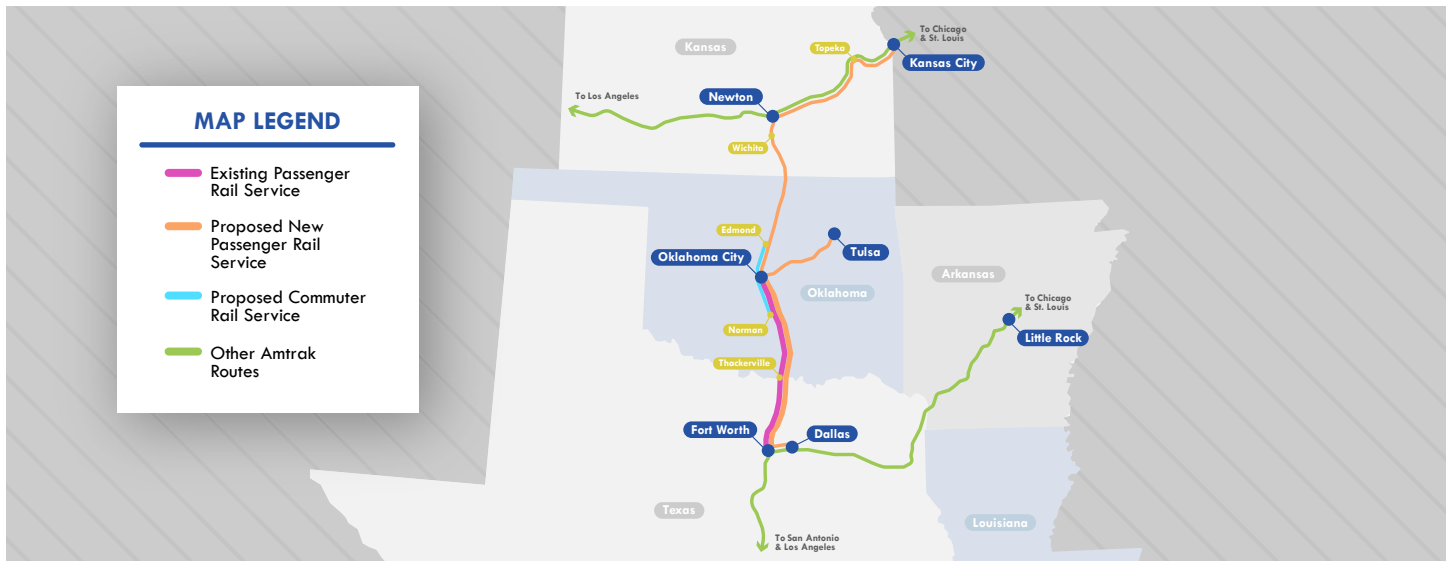 MAP LEGEND
Existing Passenger
Rail Service
Proposed New
Passenger Rail
Service
Proposed Commuter
Rail Service
Other Amtrak
Routes
To Chicago
& St. Louis
Kansas
Topeka
Kansas City
To Los Angeles
Newton
Wichita
Edmond
Oklahoma City
Tulsa
Arkansas
Oklahoma
To Chicago
& St. Louis
Norman
Little Rock
Thackerville
Fort Worth
Dallas
Texas
Louisiana
To San Antonio
& Los Angeles